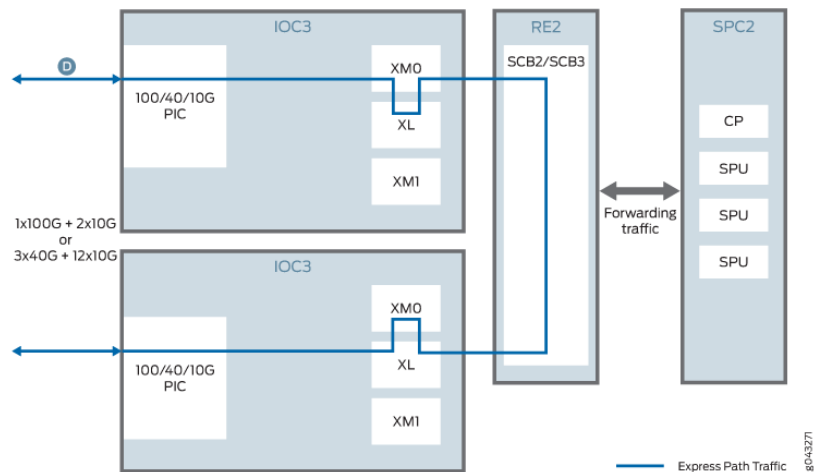 IOC3
RE2
SPC2
D
100/40/10G
PIC
XM0
XL
XM1
SCB2/SCB3
CP
SPU
SPU
SPU
Forwarding
traffic
1x100G + 2x10G
or
3x40G + 12x10G
IOC3
100/40/10G
PIC
XM0
XL
XM1
Express Path Traffic
g043271